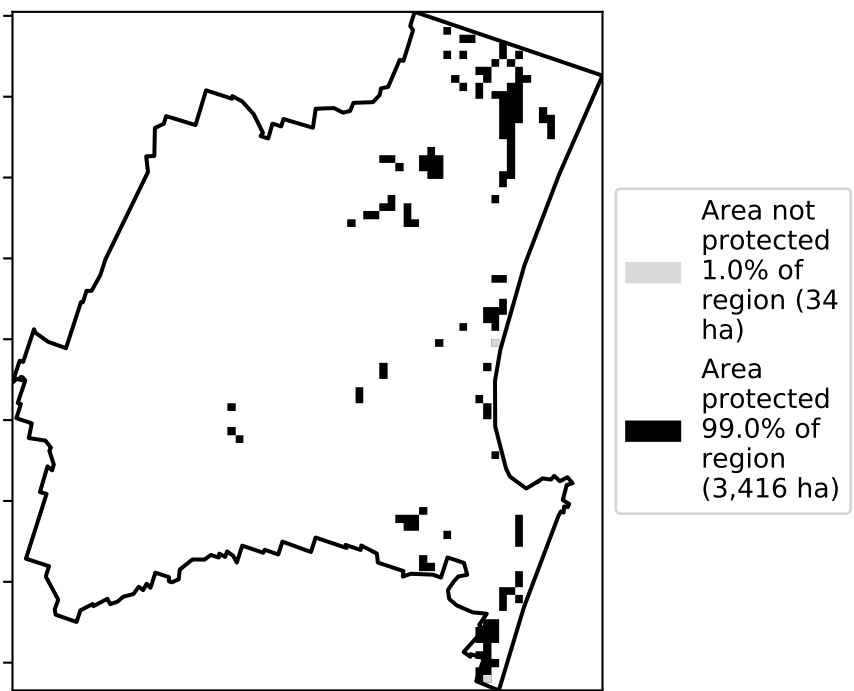 Area not
protected
1.0% of
region (34
ha)
Area
protected
99.0% of
region
(3,416 ha)